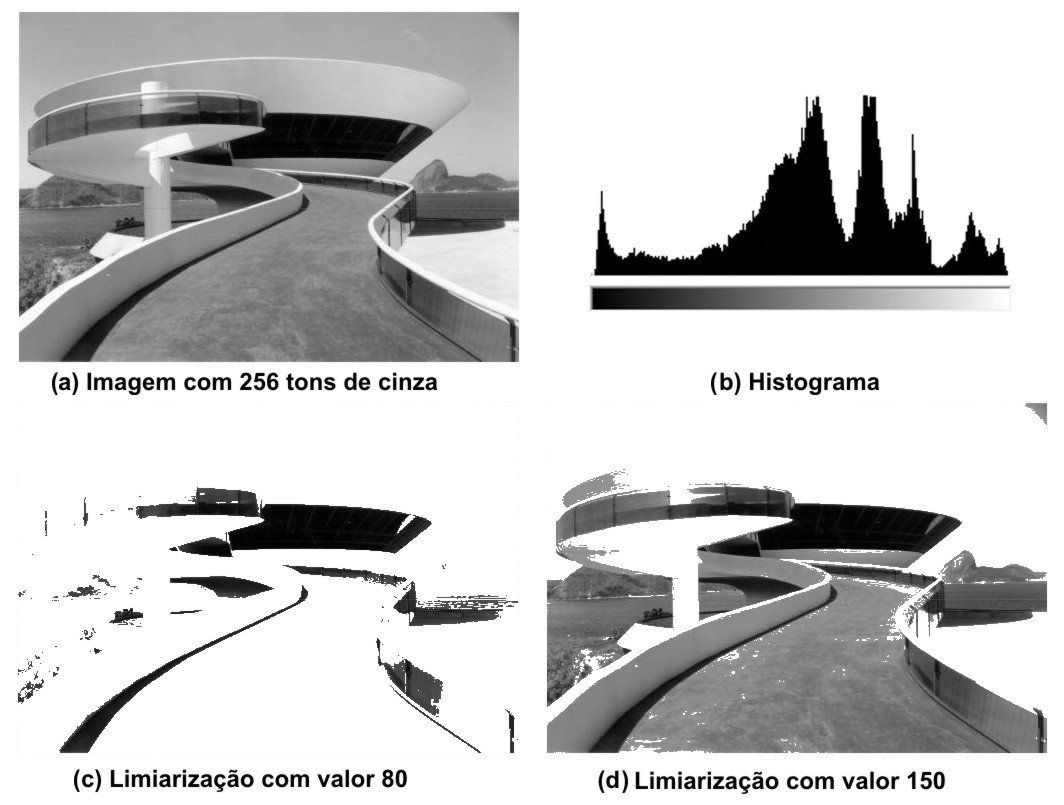 (a) Imagem com 256 tons de cinza
(b) Histograma
(c) Limiarização com valor 80
(d) Limiarização com valor 150